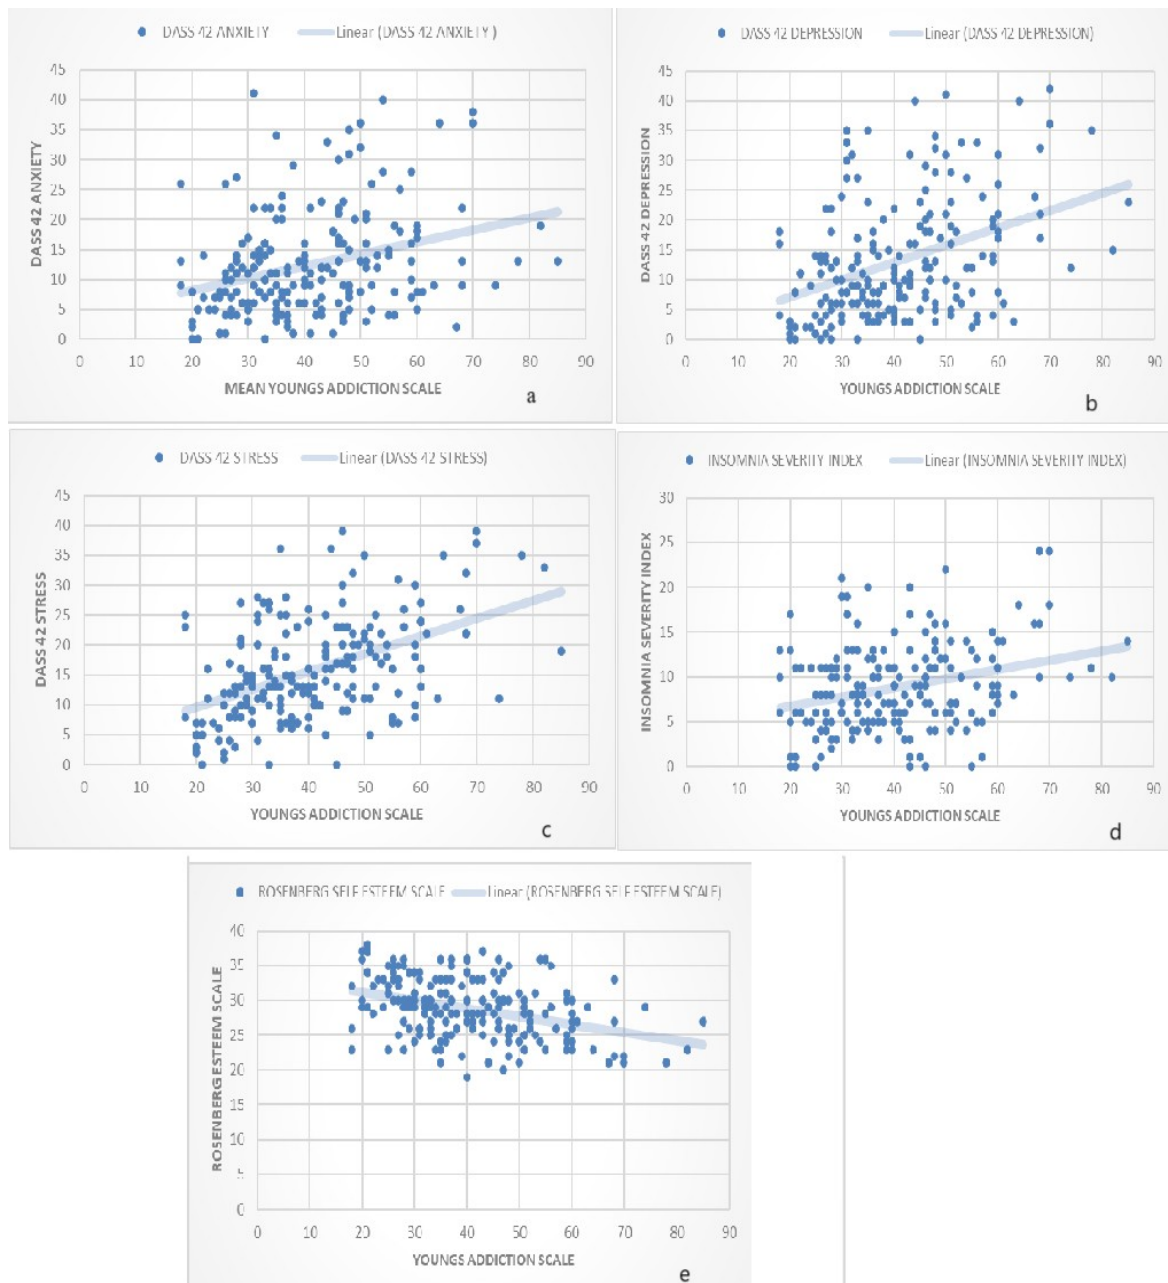 DASS 42 ANXIETY Linear (DASS 42 ANXIETY )
45
40
35
30
25
20
15
10
5
0
DASS 42 ANXIETY
0 10 20 30 40 50 60 70 80 90
MEAN YOUNGS ADDICTION SCALE
a
DASS 42 DEPRESSION Linear (DASS 42 DEPRESSION)
45
40
35
30
25
20
15
10
5
0
DASS 42 DEPRESSION
0 10 20 30 40 50 60 70 80 90
YOUNGS ADDICTION SCALE
b
DASS 42 STRESS Linear (DASS 42 STRESS)
45
40
35
30
25
20
15
10
5
0
DASS 42 STRESS
0 10 20 30 40 50 60 70 80 90
YOUNGS ADDICTION SCALE
c
INSOMNIA SEVERITY INDEX Linear (INSOMNIA SEVERITY INDEX)
30
25
20
15
10
5
0
INSOMNIA SEVERITY INDEX
0 10 20 30 40 50 60 70 80 90
YOUNGS ADDICTION SCALE
d
ROSENBERG SELF ESTEEM SCALE Linear (ROSENBERG SELF ESTEEM SCALE)
40
35
30
25
20
15
10
5
0
ROSENBERG ESTEEM SCALE
0 10 20 30 40 50 60 70 80 90
YOUNGS ADDICTION SCALE
e